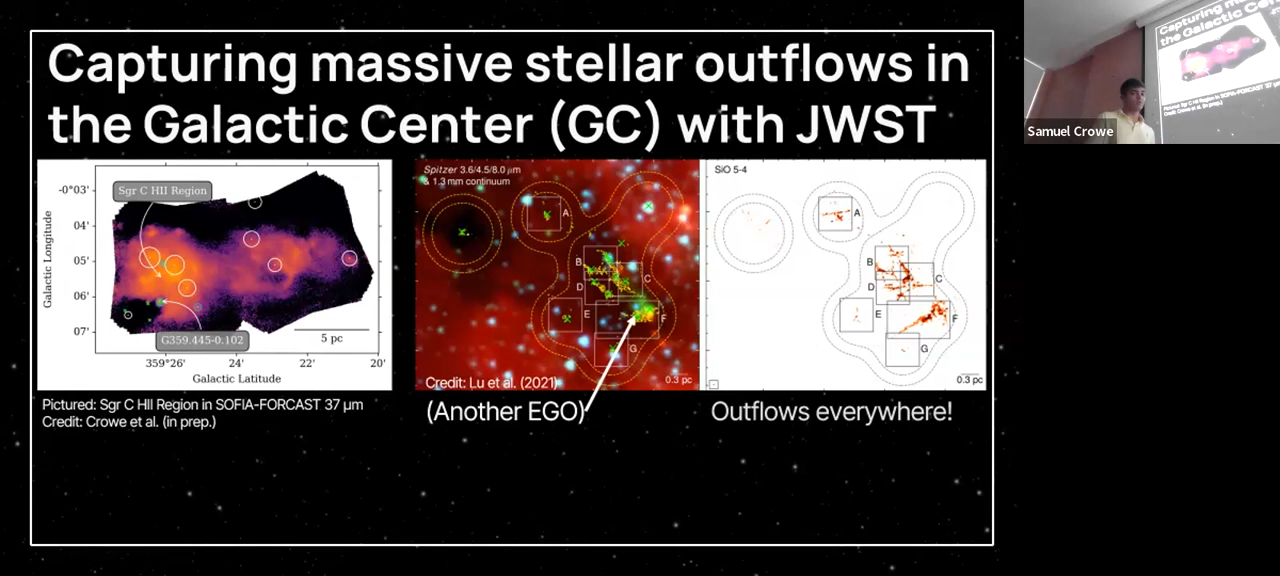 Capturing massive stellar outflows in
the Galactic Center (GC) with JWST
Samuel Crowe
Sgr C HII Region
-0°03'
04'
05'
06'
07'
Galactic Longitude
G359.445-0.102
5 pc
359°26'
24'
22'
20'
Galactic Latitude
Pictured: Sgr C HII Region in SOFIA-FORCAST 37 µm
Credit: Crowe et al. (in prep.)
Spitzer 3.6/4.5/8.0 µm
& 1.3 mm continuum
A
B
C
D
E
F
G
Credit: Lu et al. (2021)
0.3 pc
(Another EGO)
SiO 5-4
A
B
C
D
E
F
G
0.3 pc
Outflows everywhere!